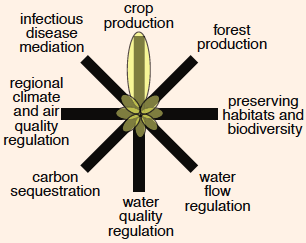 crop
production
forest
production
preserving
habitats and
biodiversity
water
flow
regulation
water
quality
regulation
carbon
sequestration
regional
climate
and air
quality
regulation
infectious
disease
mediation